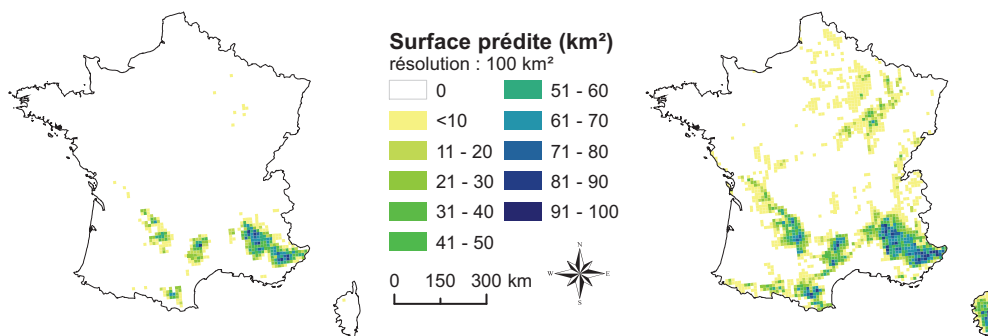 Surface prédite (km²)
résolution : 100 km²
0
<10
11 - 20
21 - 30
31 - 40
41 - 50
51 - 60
61 - 70
71 - 80
81 - 90
91 - 100
0 150 300 km
N
W E
S